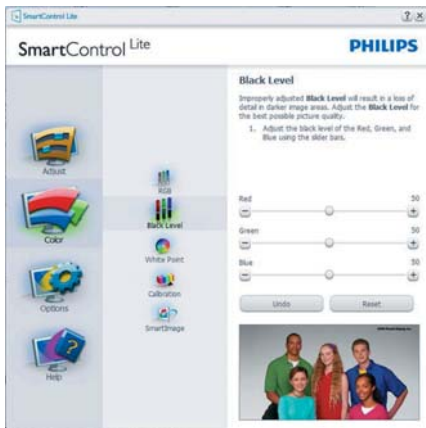 SmartControl Lite
SmartControl Lite
PHILIPS
Adjust
Color
Options
Help
RGB
Black Level
White Point
Calibration
SmartImage
Black Level
Improperly adjusted Black Level will result in a loss of
detail in darker image areas. Adjust the Black Level for
the best possible picture quality.
1. Adjust the black level of the Red, Green, and
Blue using the slider bars.
Red 50
Green 50
Blue 50
Undo Reset